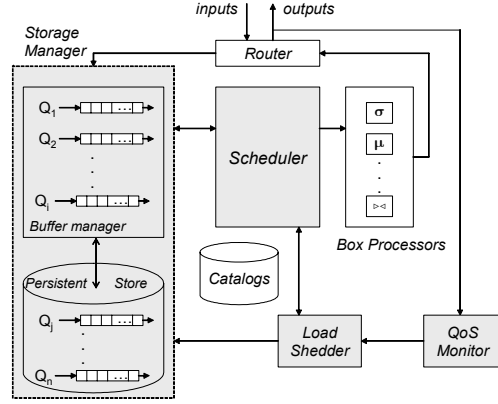 inputs
outputs
Storage
Manager
Router
Q1
...
Q2
...
Qi
...
Buffer manager
Scheduler
σ
μ
⋈
Box Processors
Persistent Store
Catalogs
Qj
...
Qn
...
Load
Shedder
QoS
Monitor